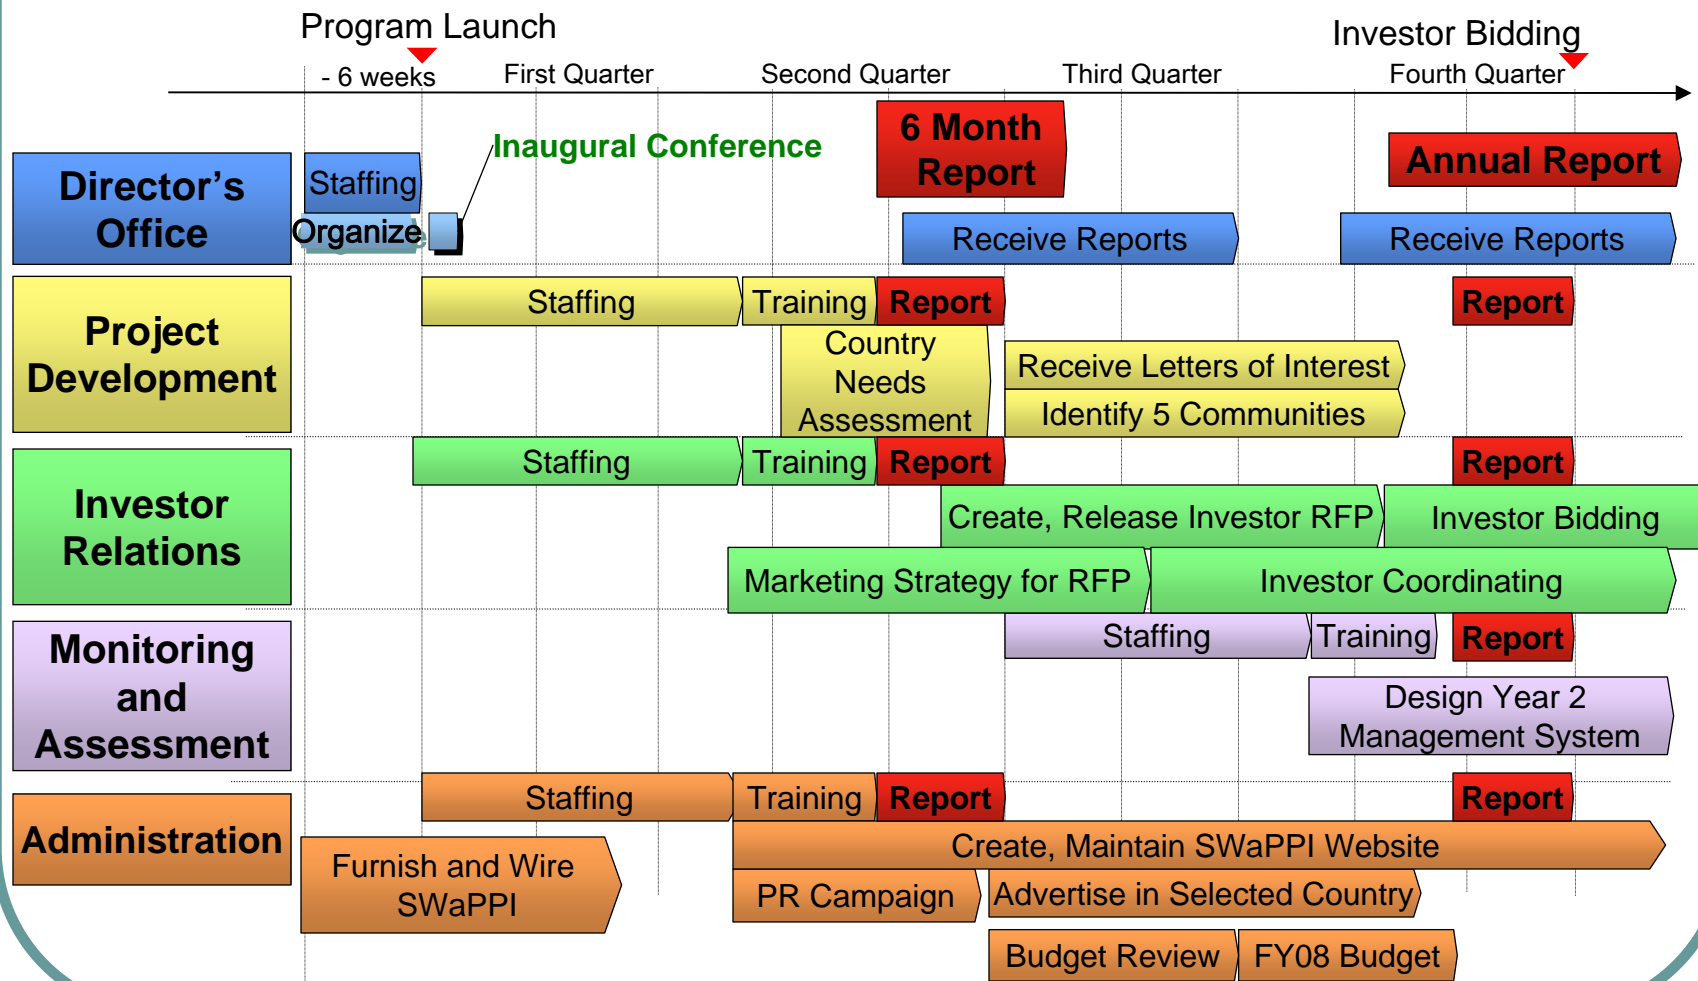 Program Launch
Investor Bidding
- 6 weeks
First Quarter
Second Quarter
Third Quarter
Fourth Quarter
Director's
Office
Staffing
Organize
Inaugural Conference
6 Month
Report
Annual Report
Receive Reports
Receive Reports
Project
Development
Staffing
Training
Report
Report
Country
Needs
Assessment
Receive Letters of Interest
Identify 5 Communities
Investor
Relations
Staffing
Training
Report
Report
Create, Release Investor RFP
Investor Bidding
Marketing Strategy for RFP
Investor Coordinating
Monitoring
and
Assessment
Staffing
Training
Report
Design Year 2
Management System
Administration
Staffing
Training
Report
Report
Create, Maintain SWaPPI Website
Furnish and Wire
SWaPPI
PR Campaign
Advertise in Selected Country
Budget Review
FY08 Budget